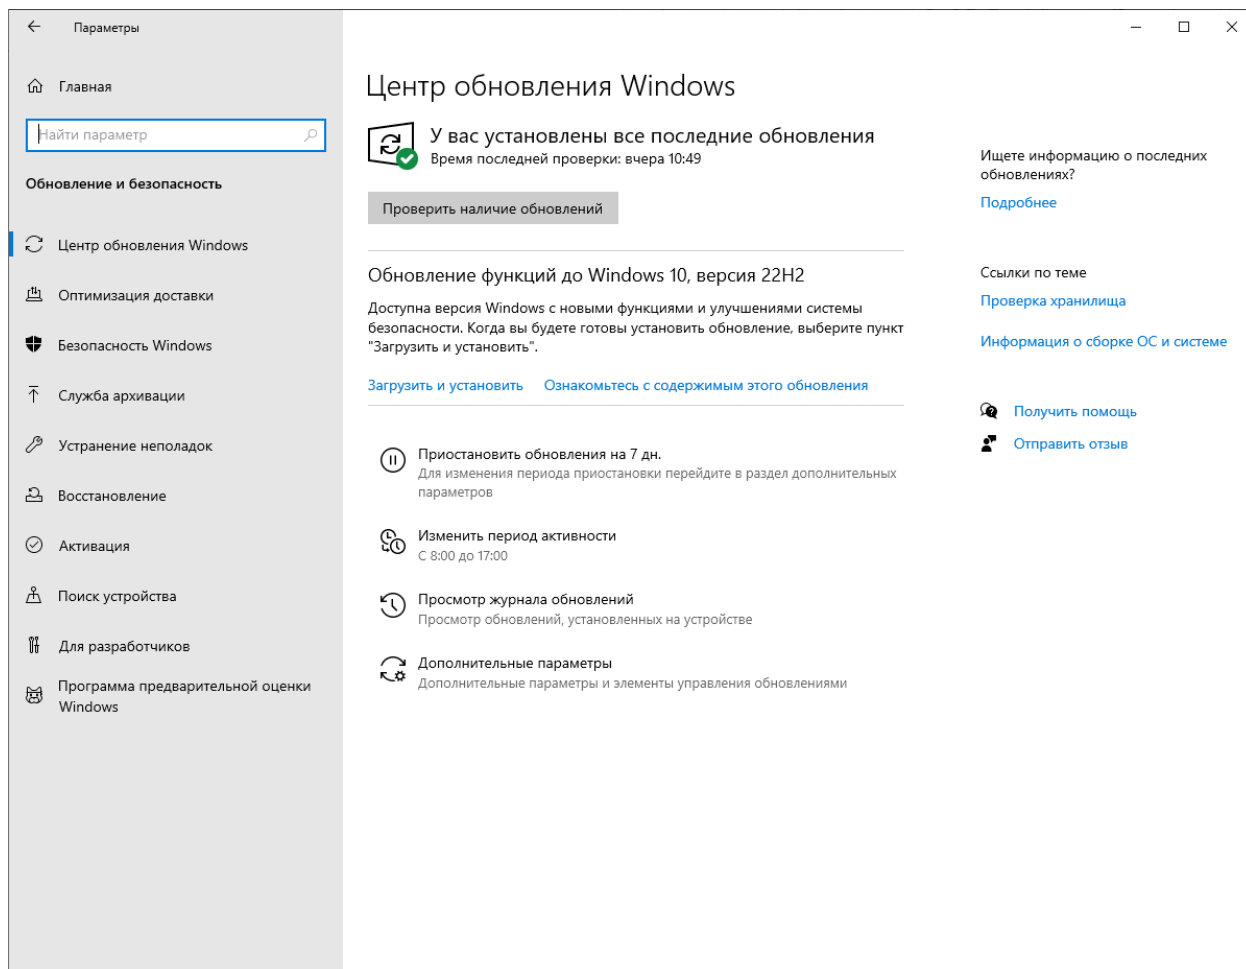 Параметры
Главная
Найти параметр
Обновление и безопасность
Центр обновления Windows
Оптимизация доставки
Безопасность Windows
Служба архивации
Устранение неполадок
Восстановление
Активация
Поиск устройства
Для разработчиков
Программа предварительной оценки
Windows
Центр обновления Windows
У вас установлены все последние обновления
Время последней проверки: вчера 10:49
Проверить наличие обновлений
Обновление функций до Windows 10, версия 22H2
Доступна версия Windows с новыми функциями и улучшениями системы
безопасности. Когда вы будете готовы установить обновление, выберите пункт
"Загрузить и установить".
Загрузить и установить Ознакомьтесь с содержимым этого обновления
Приостановить обновления на 7 дн.
Для изменения периода приостановки перейдите в раздел дополнительных
параметров
Изменить период активности
С 8:00 до 17:00
Просмотр журнала обновлений
Просмотр обновлений, установленных на устройстве
Дополнительные параметры
Дополнительные параметры и элементы управления обновлениями
Ищете информацию о последних
обновлениях?
Подробнее
Ссылки по теме
Проверка хранилища
Информация о сборке ОС и системе
Получить помощь
Отправить отзыв